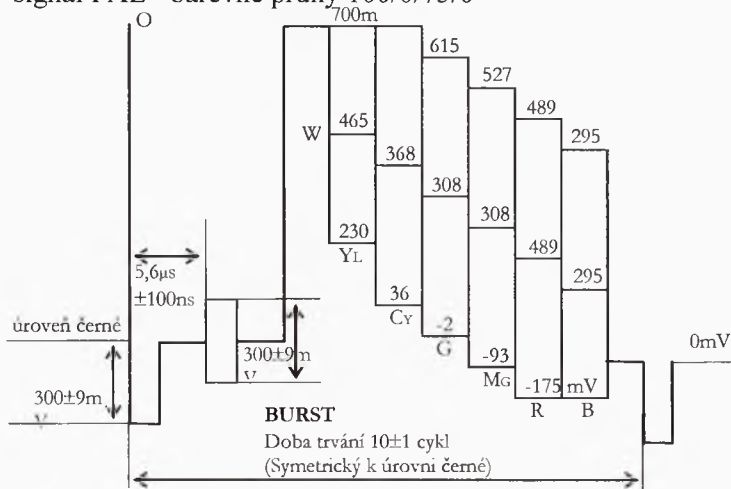 signál PAL - barevné pruhy 100/0/75/0
O
700m
615
527
489
295
W
465
368
308
308
489
295
230
YL
36
CY
-2
G
-93
MG
-175 mV
R
B
5,6µs
±100ns
úroveň černé
300±9m
V
300±9m
V
0mV
BURST
Doba trvání 10±1 cykl
(Symetrický k úrovni černé)